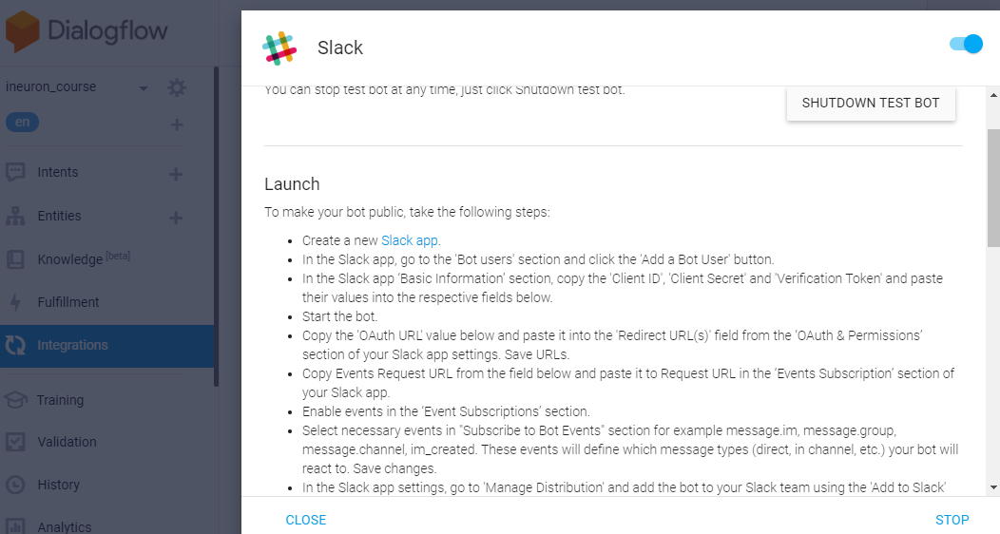 Dialogflow
ineuron_course
en
Intents
Entities
Knowledge [beta]
Fulfillment
Integrations
Training
Validation
History
Analytics
Slack
You can stop test bot at any time, just click Shutdown test bot.
SHUTDOWN TEST BOT
Launch
To make your bot public, take the following steps:
• Create a new Slack app.
• In the Slack app, go to the 'Bot users' section and click the 'Add a Bot User' button.
• In the Slack app ‘Basic Information’ section, copy the 'Client ID', 'Client Secret' and 'Verification Token' and paste
their values into the respective fields below.
• Start the bot.
• Copy the 'OAuth URL' value below and paste it into the 'Redirect URL(s)' field from the ‘OAuth & Permissions’
section of your Slack app settings. Save URLs.
• Copy Events Request URL from the field below and paste it to Request URL in the ‘Events Subscription’ section of
your Slack app.
• Enable events in the ‘Event Subscriptions’ section.
• Select necessary events in "Subscribe to Bot Events" section for example message.im, message.group,
message.channel, im_created. These events will define which message types (direct, in channel, etc.) your bot will
react to. Save changes.
• In the Slack app settings, go to 'Manage Distribution' and add the bot to your Slack team using the 'Add to Slack'
CLOSE
STOP